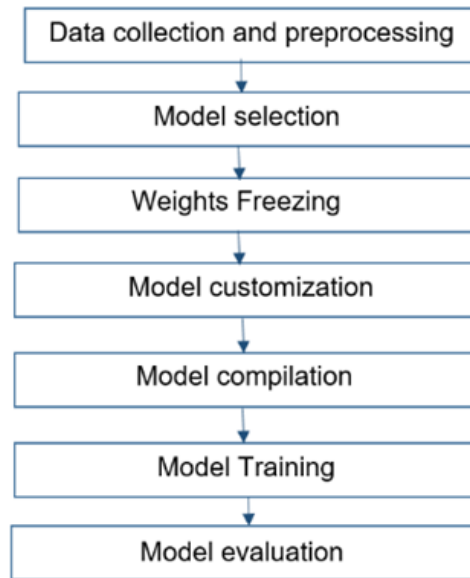 Data collection and preprocessing
Model selection
Weights Freezing
Model customization
Model compilation
Model Training
Model evaluation